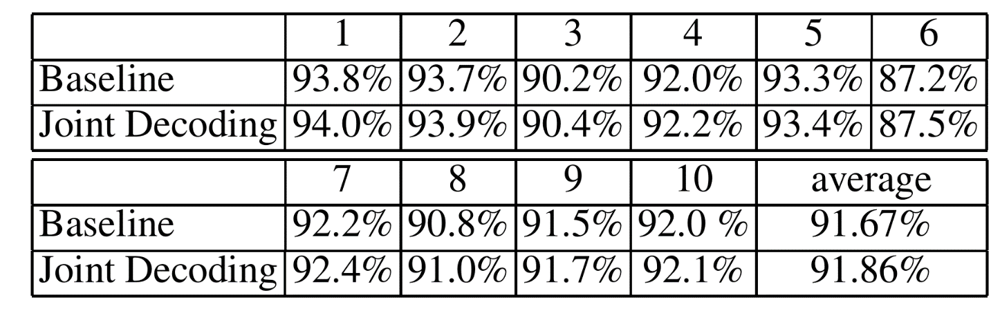 1 2 3 4 5 6
Baseline 93.8% 93.7% 90.2% 92.0% 93.3% 87.2%
Joint Decoding 94.0% 93.9% 90.4% 92.2% 93.4% 87.5%
7 8 9 10 average
Baseline 92.2% 90.8% 91.5% 92.0 % 91.67%
Joint Decoding 92.4% 91.0% 91.7% 92.1% 91.86%